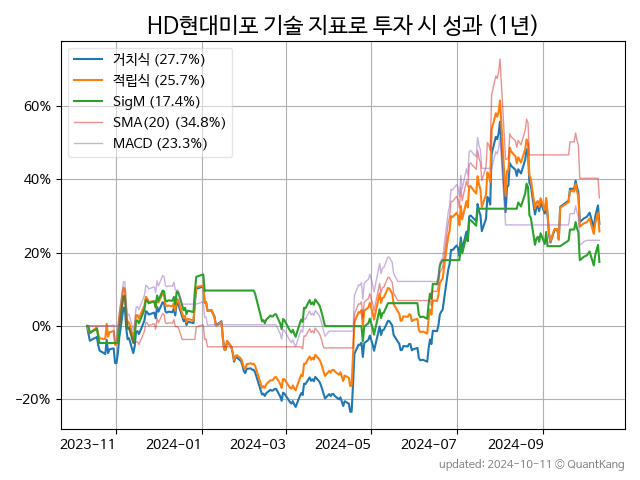 HD현대미포 기술 지표로 투자 시 성과 (1년)
거치식 (27.7%)
적립식 (25.7%)
SigM (17.4%)
SMA(20) (34.8%)
MACD (23.3%)
60%
40%
20%
0%
−20%
2023-11 2024-01 2024-03 2024-05 2024-07 2024-09
updated: 2024-10-11 © QuantKang